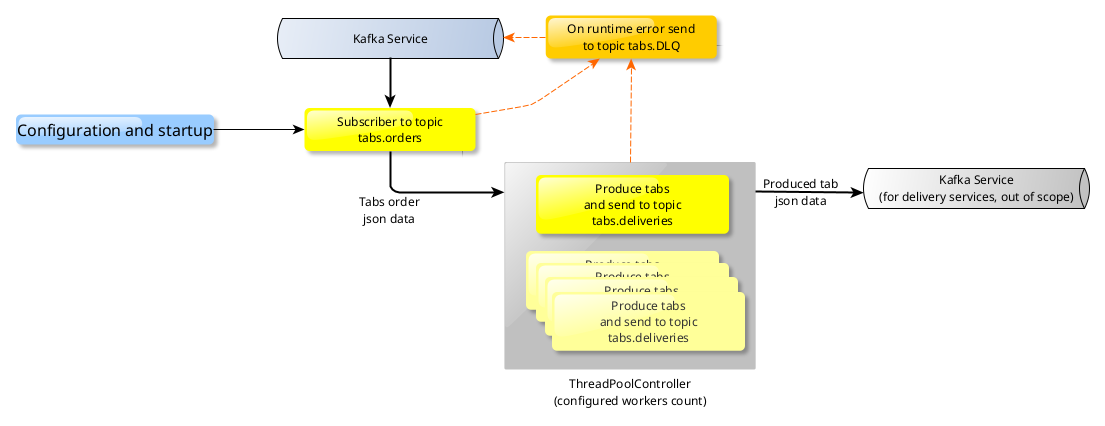 Kafka Service
On runtime error send
to topic tabs.DLQ
Configuration and startup
Subscriber to topic
tabs.orders
Tabs order
json data
Produce tabs
and send to topic
tabs.deliveries
Produce tabs
Produce tabs
Produce tabs
Produce tabs
and send to topic
tabs.deliveries
Produced tab
json data
Kafka Service
(for delivery services, out of scope)
ThreadPoolController
(configured workers count)